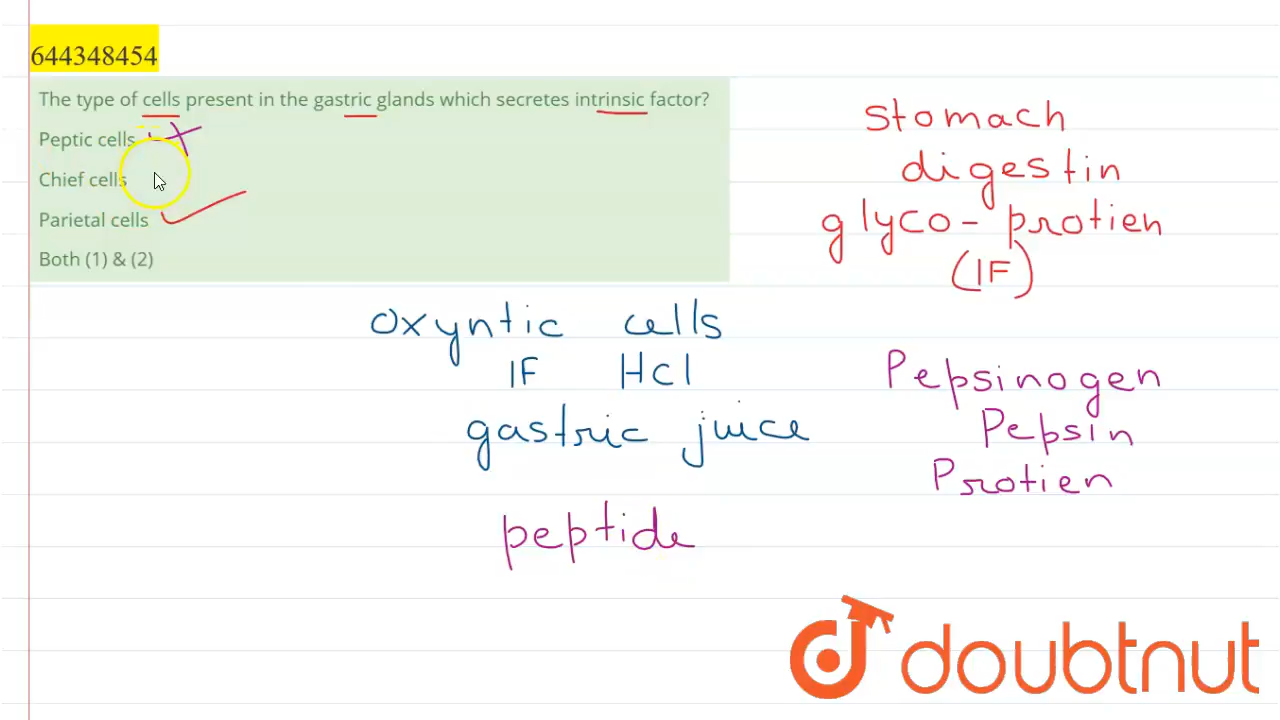 644348454
The type of cells present in the gastric glands which secretes intrinsic factor?
Peptic cells
Chief cells
Parietal cells
Both (1) & (2)
stomach
digestin
glyco - protien
(IF)
oxyntic cells
IF HCl
gastric juice
peptide
Pepsinogen
Pepsin
Protien
doubtnut